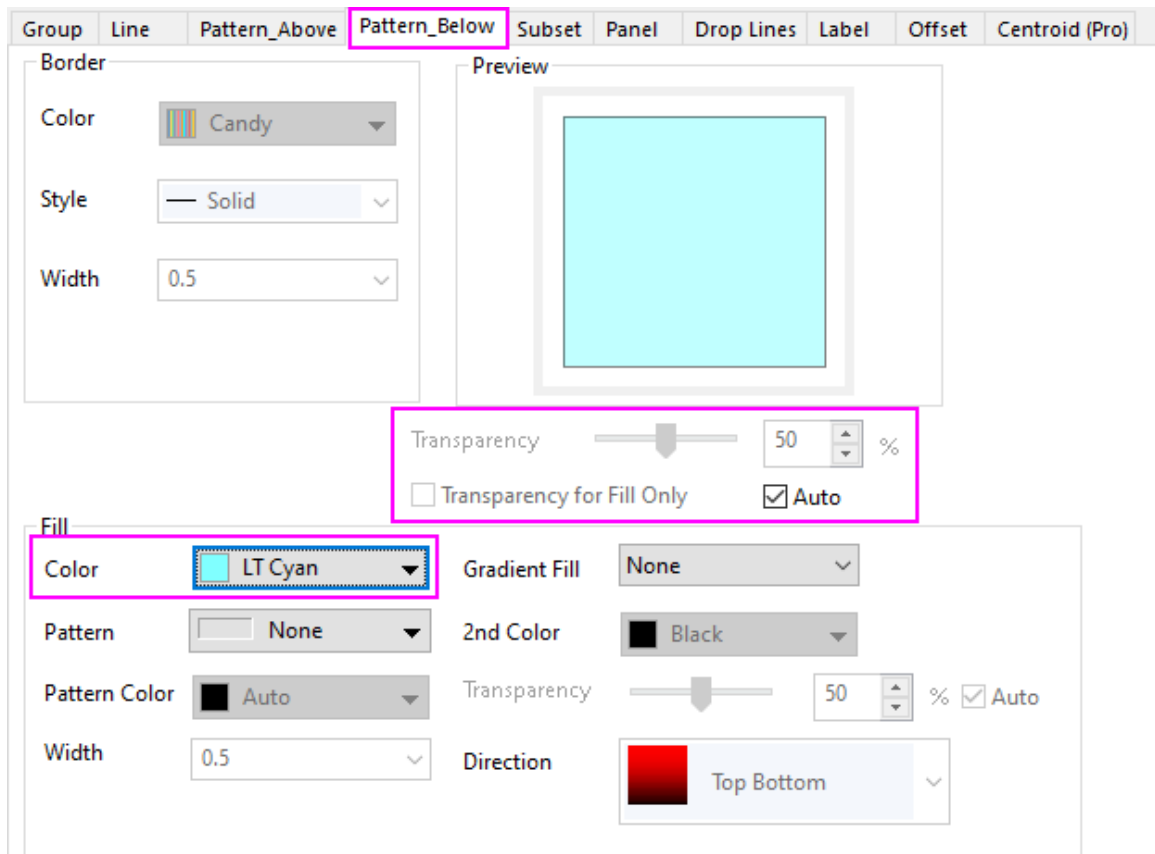 Group Line Pattern_Above Pattern_Below Subset Panel Drop Lines Label Offset Centroid (Pro)
Border
Preview
Color Candy
Style Solid
Width 0.5
Transparency 50 %
Transparency for Fill Only Auto
Fill
Color LT Cyan Gradient Fill None
Pattern None 2nd Color Black
Pattern Color Auto Transparency 50 % Auto
Width 0.5 Direction Top Bottom